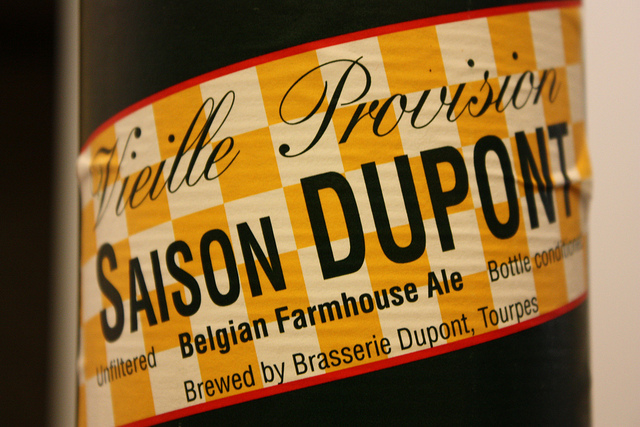 Vieille Provision
SAISON DUPONT
Unfiltered Belgian Farmhouse Ale Bottle conditioned
Brewed by Brasserie Dupont, Tourpes